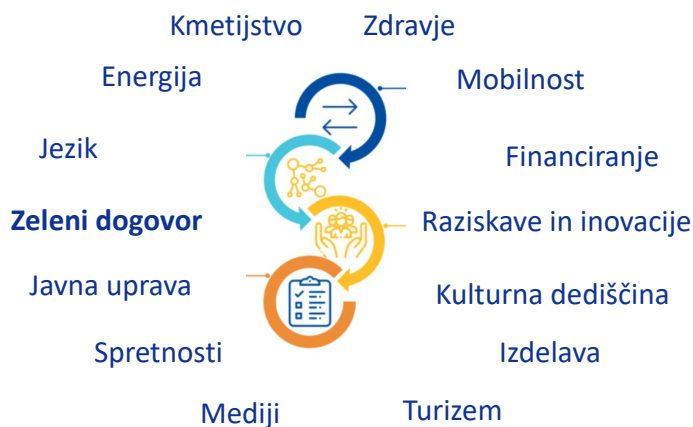 Kmetijstvo
Zdravje
Energija
Mobilnost
Jezik
Financiranje
Zeleni dogovor
Raziskave in inovacije
Javna uprava
Kulturna dediščina
Spretnosti
Izdelava
Mediji
Turizem